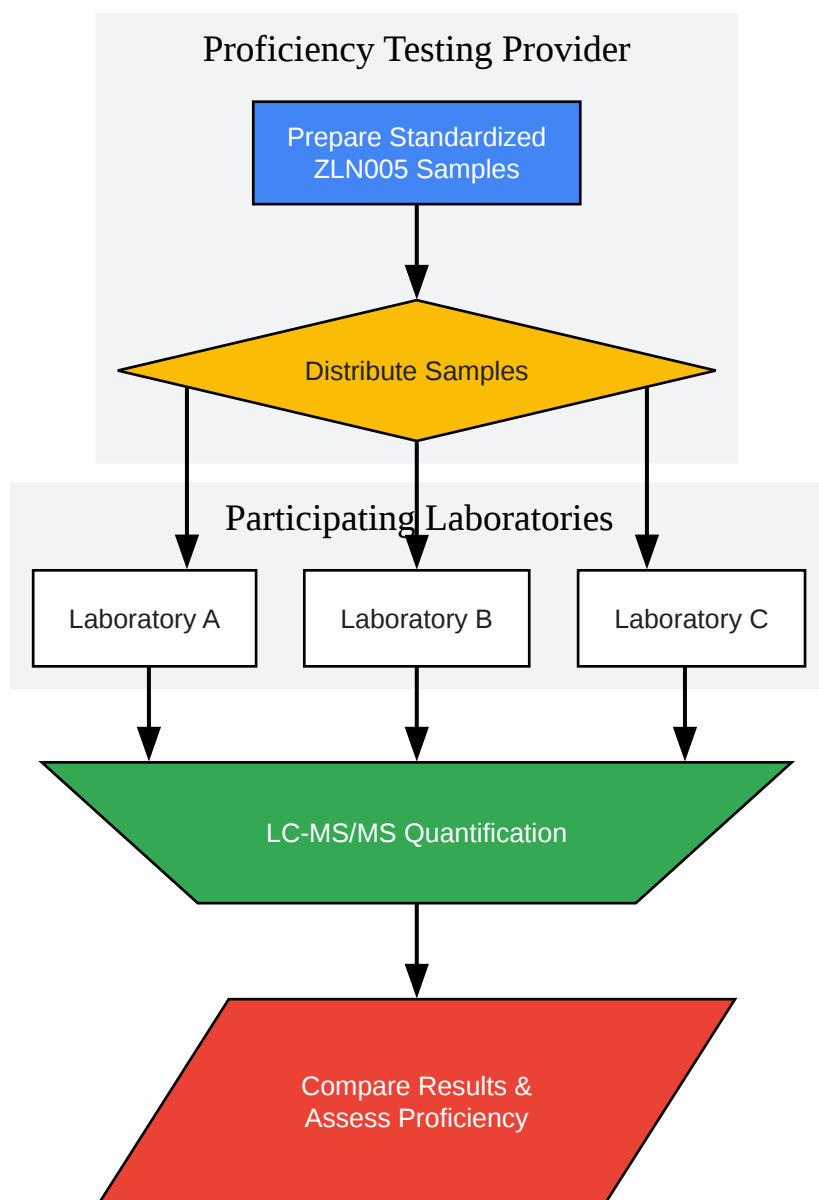 Proficiency Testing Provider
Prepare Standardized
ZLN005 Samples
Distribute Samples
Participating Laboratories
Laboratory A
Laboratory B
Laboratory C
LC-MS/MS Quantification
Compare Results &
Assess Proficiency